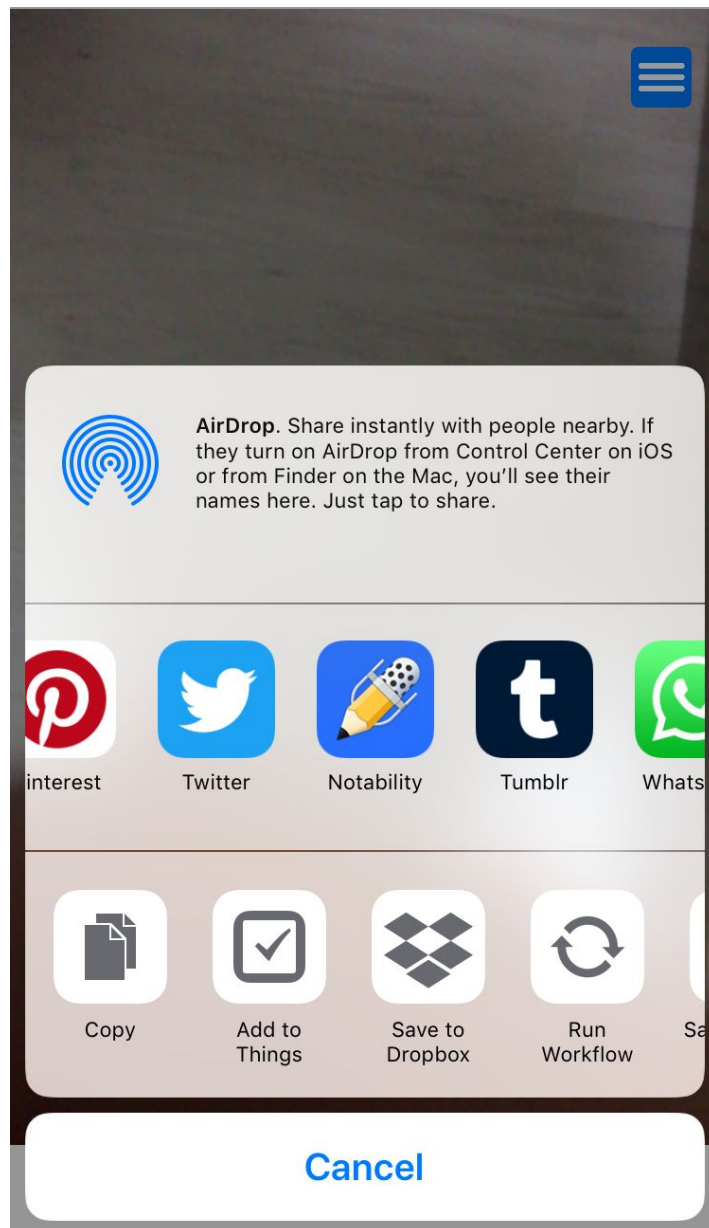 AirDrop. Share instantly with people nearby. If
they turn on AirDrop from Control Center on iOS
or from Finder on the Mac, you’ll see their
names here. Just tap to share.
interest
Twitter
Notability
Tumblr
Whats
Copy
Add to
Things
Save to
Dropbox
Run
Workflow
Sa
Cancel